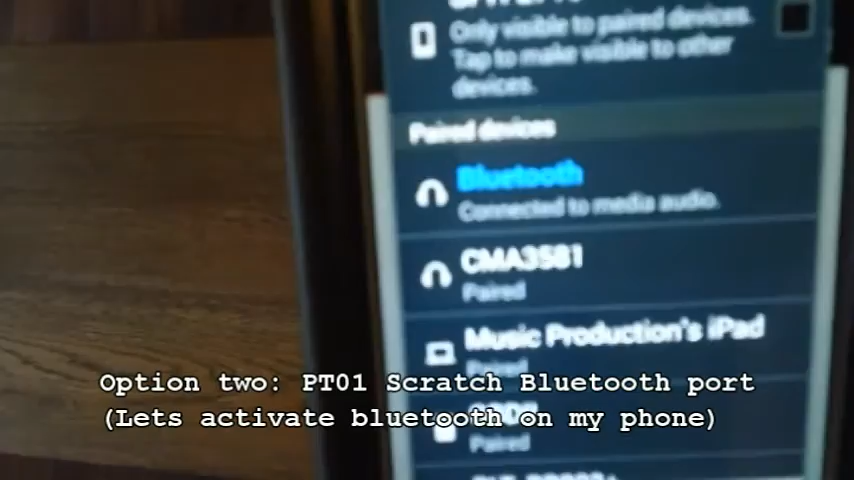 Only visible to paired devices.
Tap to make visible to other
devices.
Paired devices
Bluetooth
Connected to media audio.
CMA3581
Paired
Music Production's iPad
Paired
Option two: PT01 Scratch Bluetooth port
(Lets activate bluetooth on my phone)
Paired